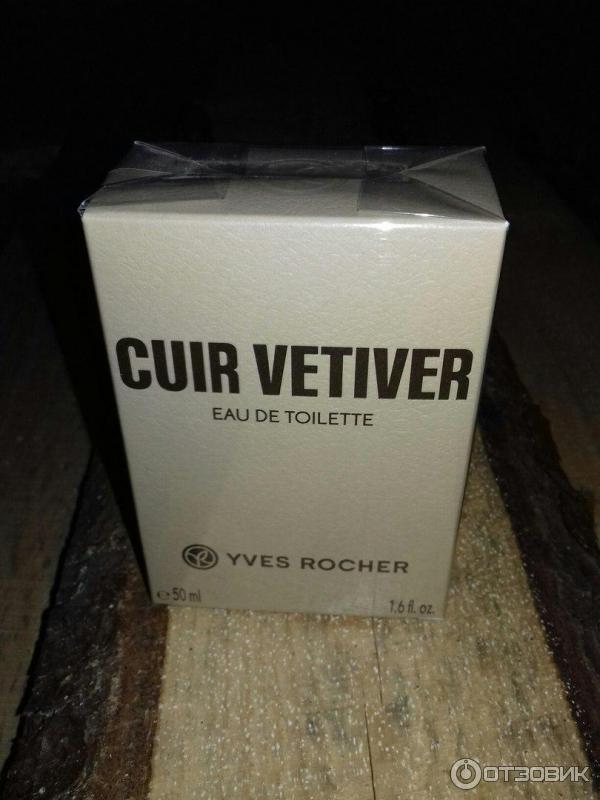 CUIR VETIVER
EAU DE TOILETTE
YVES ROCHER
℮ 50 ml 1.6 fl. oz.
ОТЗОВИК